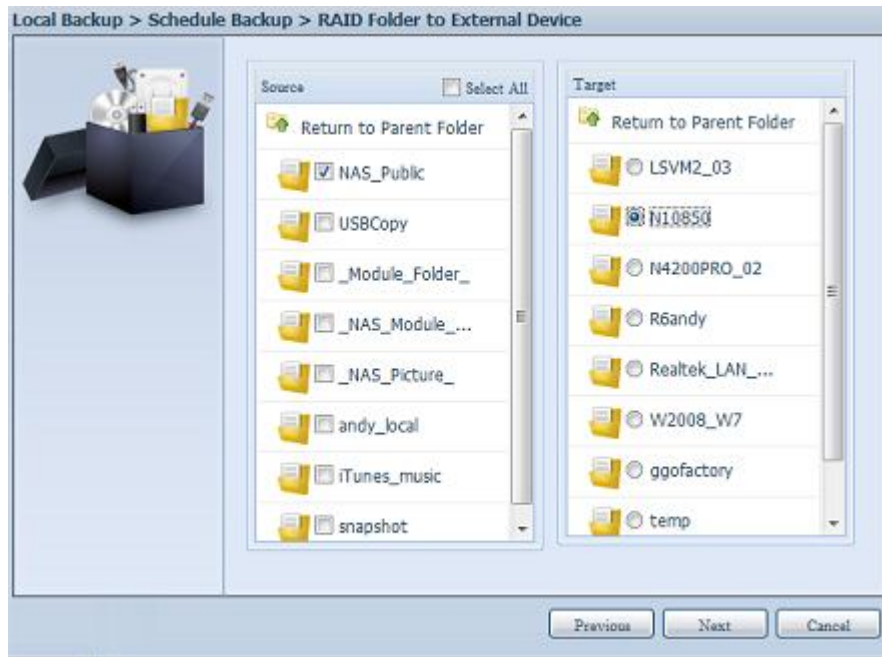 Local Backup > Schedule Backup > RAID Folder to External Device
Source
Select All
Return to Parent Folder
NAS_Public
USBCopy
_Module_Folder_
_NAS_Module_...
_NAS_Picture_
andy_local
iTunes_music
snapshot
Target
Return to Parent Folder
LSVM2_03
N10850
N4200PRO_02
R6andy
Realtek_LAN_...
W2008_W7
ggofactory
temp
Previous
Next
Cancel